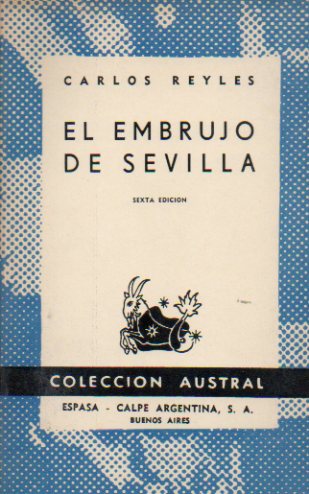 CARLOS REYLES
EL EMBRUJO
DE SEVILLA
SEXTA EDICION
COLECCION AUSTRAL
ESPASA - CALPE ARGENTINA, S. A.
BUENOS AIRES